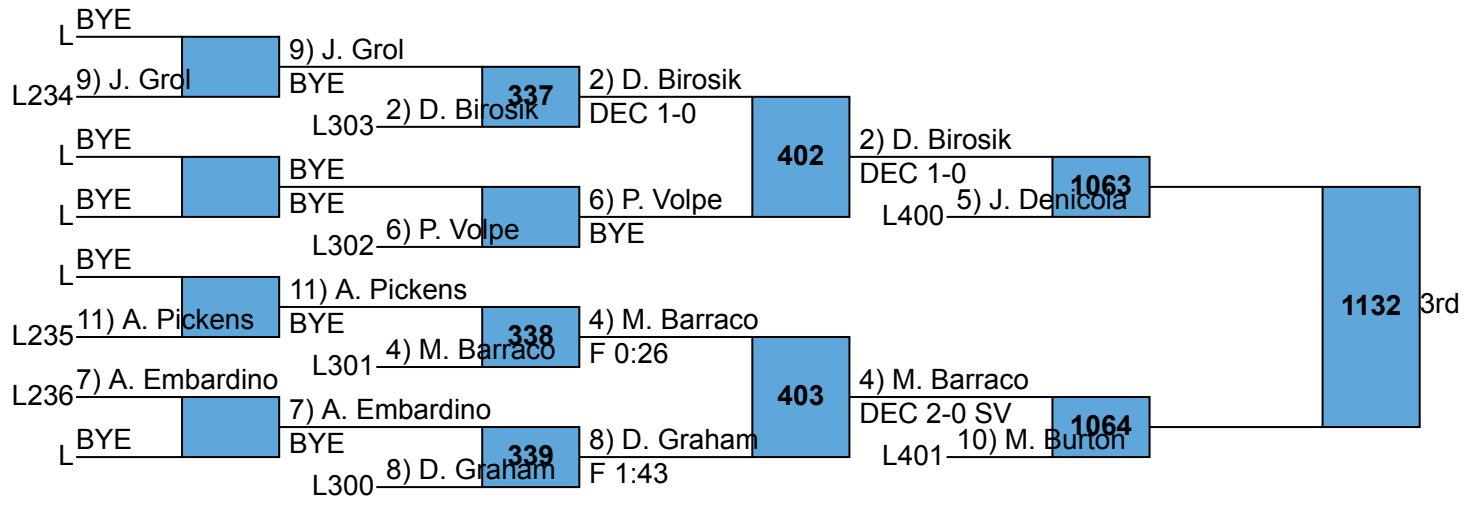 BYE
L
9) J. Grol
L234
9) J. Grol
BYE
337
2) D. Birosik
L303
2) D. Birosik
DEC 1-0
BYE
L
BYE
L
BYE
BYE
6) P. Volpe
L302
6) P. Volpe
BYE
402
2) D. Birosik
DEC 1-0
1063
5) J. Denicola
L400
BYE
L
11) A. Pickens
L235
11) A. Pickens
BYE
338
4) M. Barraco
L301
4) M. Barraco
F 0:26
7) A. Embardino
L236
BYE
L
7) A. Embardino
BYE
339
8) D. Graham
L300
8) D. Graham
F 1:43
403
4) M. Barraco
DEC 2-0 SV
1064
10) M. Burton
L401
1132
3rd